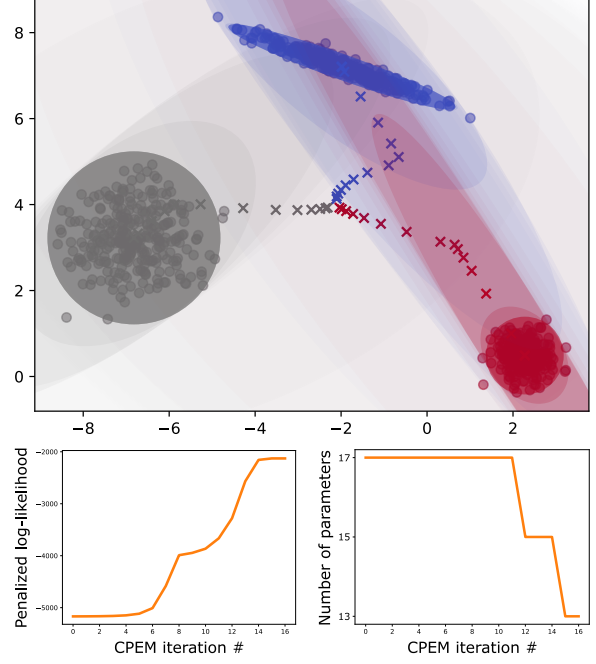 8
6
4
2
0
−8 −6 −4 −2 0 2
Penalized log-likelihood
−2000
−3000
−4000
−5000
0 2 4 6 8 10 12 14 16
CPEM iteration #
Number of parameters
17
15
13
0 2 4 6 8 10 12 14 16
CPEM iteration #